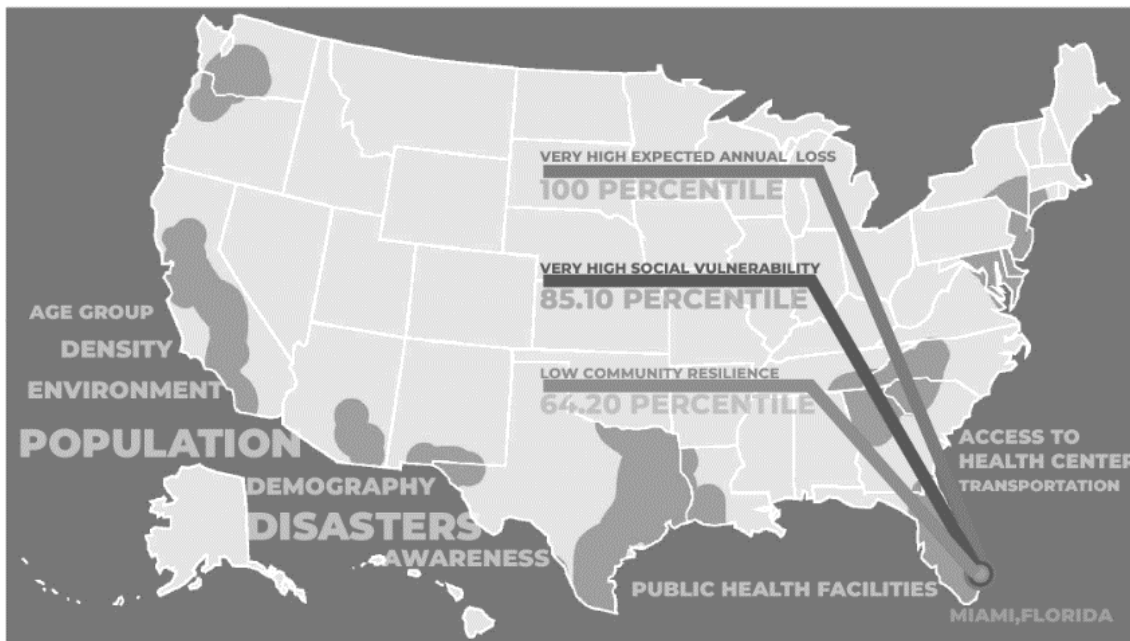 VERY HIGH EXPECTED ANNUAL LOSS
100 PERCENTILE
VERY HIGH SOCIAL VULNERABILITY
85.10 PERCENTILE
LOW COMMUNITY RESILIENCE
64.20 PERCENTILE
AGE GROUP
DENSITY
ENVIRONMENT
POPULATION
DEMOGRAPHY
DISASTERS
AWARENESS
ACCESS TO
HEALTH CENTER
TRANSPORTATION
PUBLIC HEALTH FACILITIES
MIAMI,FLORIDA